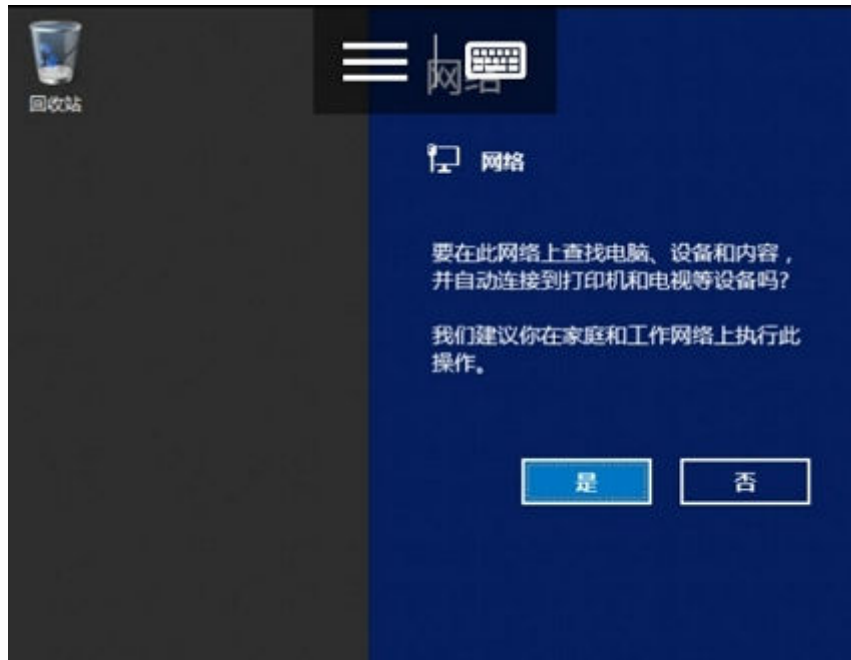 回收站
网络
网络
要在此网络上查找电脑、设备和内容，
并自动连接到打印机和电视等设备吗?
我们建议你在家庭和工作网络上执行此
操作。
是
否